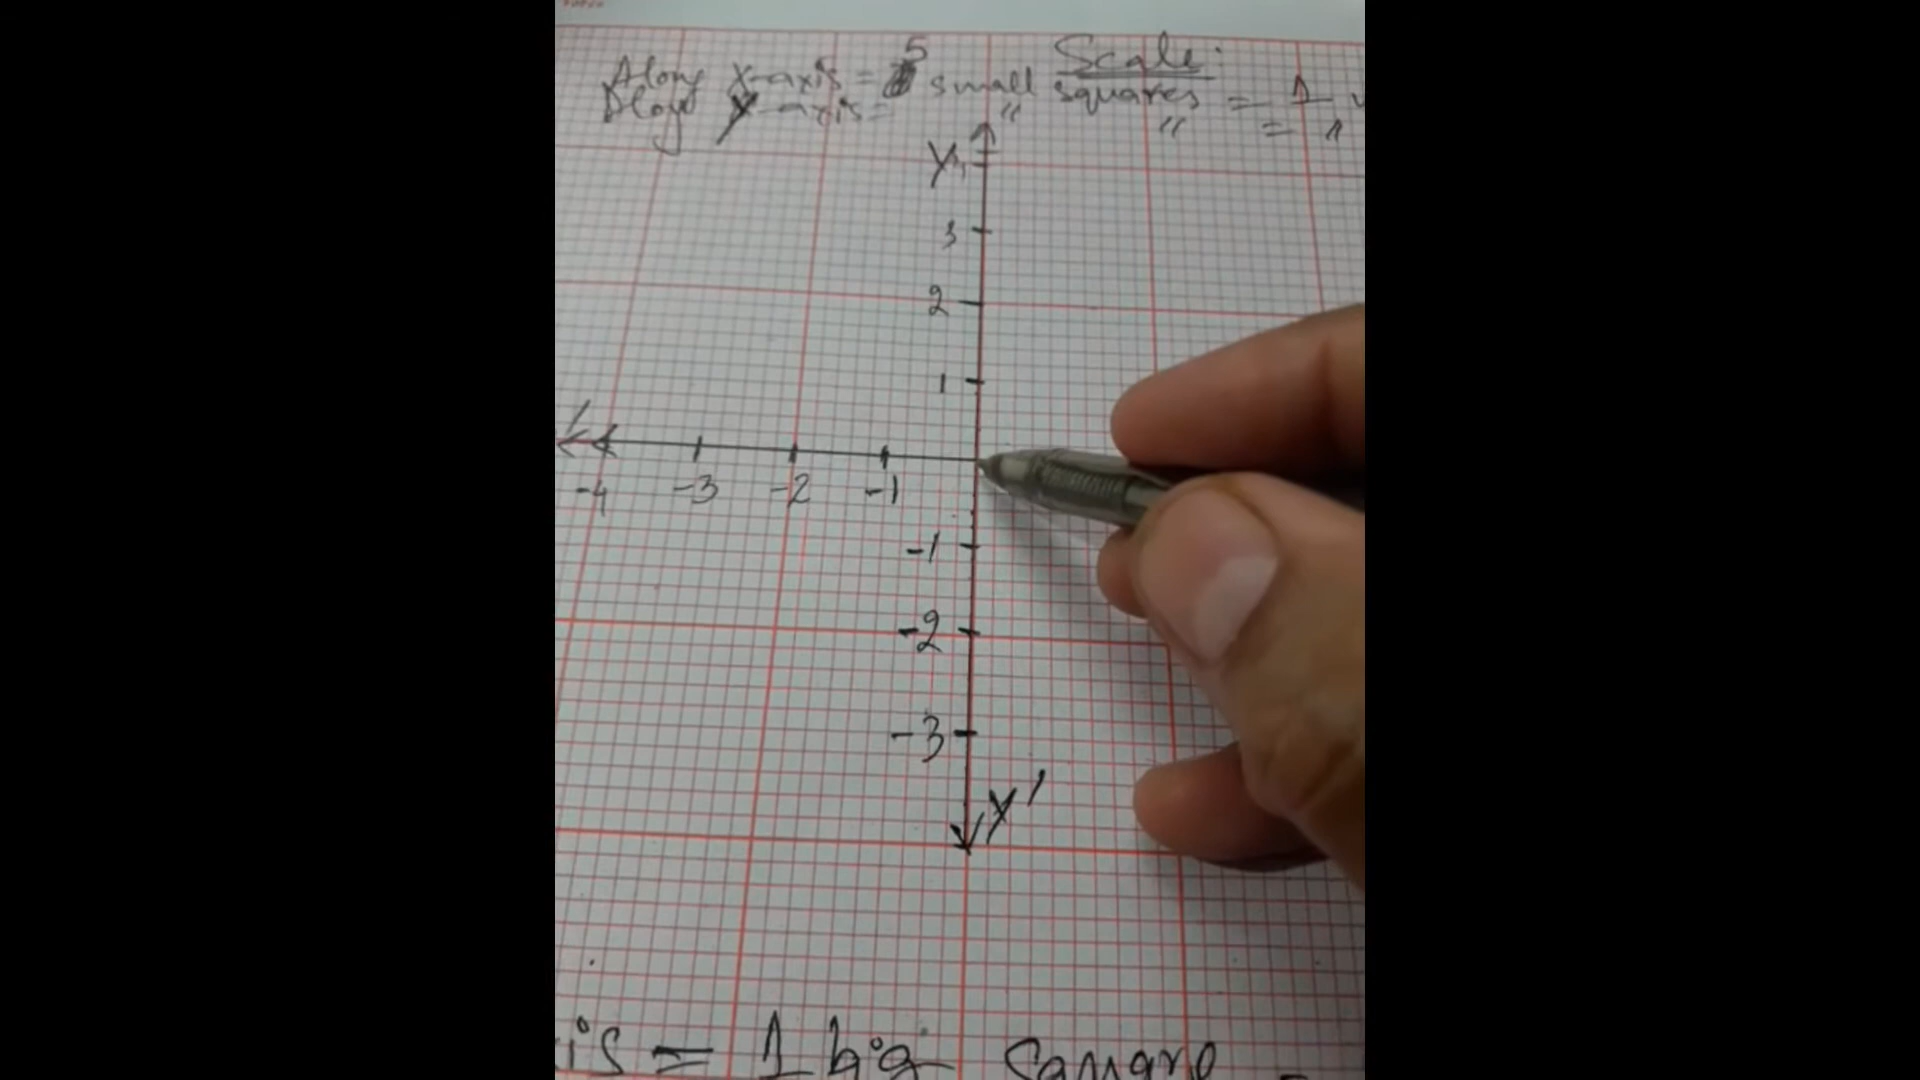 Scale:
Along x-axis = 5 small squares = 1
Along y-axis = " " = "
Y
3
2
1
-4 -3 -2 -1
-1
-2
-3
Y'
is = 1 big square =